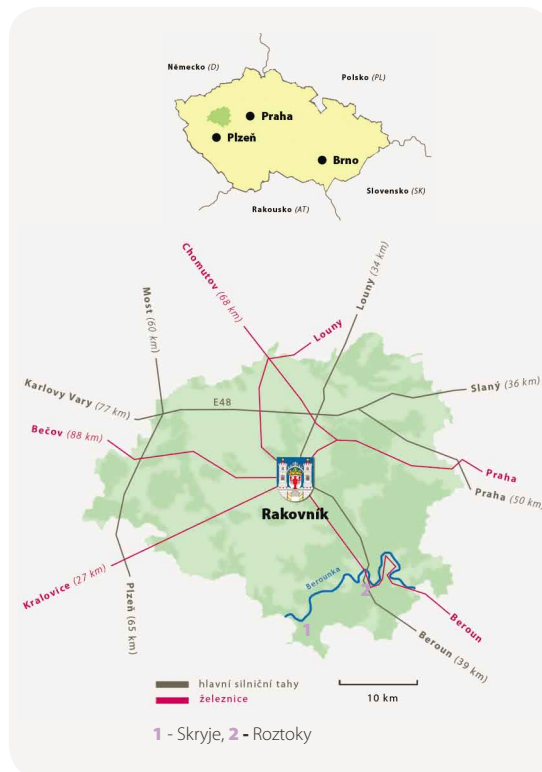 Německo (D)
Polsko (PL)
Praha
Plzeň
Brno
Slovensko (SK)
Rakousko (AT)
Chomutov (68 km)
Louny (34 km)
Louny
Most (60 km)
Karlovy Vary (77 km)
E48
Slaný (36 km)
Bečov (88 km)
Praha
Praha (50 km)
Rakovník
Kralovice (27 km)
Plzeň (65 km)
Berounka
2
1
Beroun
Beroun (39 km)
hlavní silniční tahy
železnice
10 km
1 - Skryje, 2 - Roztoky